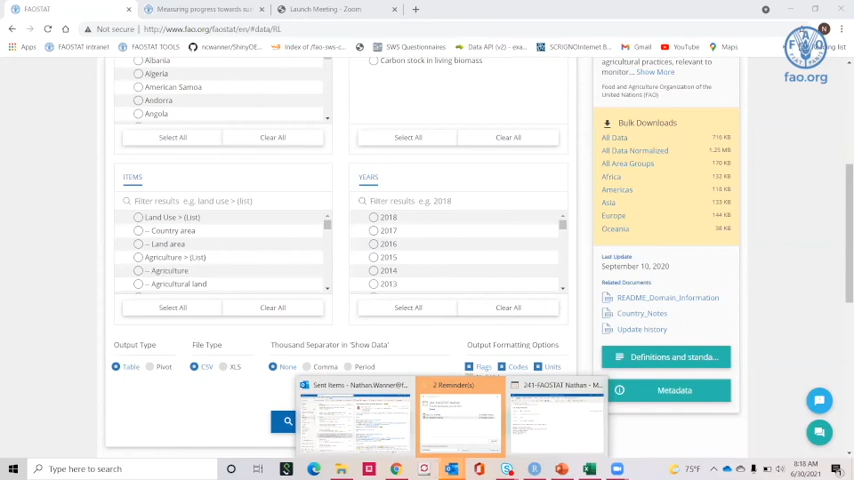 FAOSTAT
Measuring progress towards su
Launch Meeting - Zoom
Not secure
http://www.fao.org/faostat/en/#data/RL
N
Apps
FAOSTAT intranet
FAOSTAT TOOLS
ncwanner/ShinyOE...
Index of /fao-sws-c...
SWS Questionnaires
Data API (v2) — exa...
SCRIGNOInternet B...
Gmail
YouTube
Maps
fao.org
Albania
Algeria
American Samoa
Andorra
Angola
Carbon stock in living biomass
Select All
Clear All
Select All
Clear All
ITEMS
YEARS
Filter results e.g. land use > (list)
Filter results e.g. 2018
Land Use > (List)
-- Country area
-- Land area
Agriculture > (List)
-- Agriculture
-- Agricultural land
2018
2017
2016
2015
2014
2013
Select All
Clear All
Select All
Clear All
Output Type
File Type
Thousand Separator in 'Show Data'
Output Formatting Options
Table
Pivot
CSV
XLS
None
Comma
Period
Flags
Codes
Units
agricultural practices, relevant to
monitor... Show More
Food and Agriculture Organization of the
United Nations (FAO)
Bulk Downloads
All Data 716 KB
All Data Normalized 1.25 MB
All Area Groups 170 KB
Africa 132 KB
Americas 118 KB
Asia 133 KB
Europe 144 KB
Oceania 38 KB
Last Update
September 10, 2020
Related Documents
README_Domain_Information
Country_Notes
Update history
Definitions and standa...
Metadata
Sent Items - Nathan.Wanner@f...
2 Reminder(s)
241-FAOSTAT Nathan - M...
Type here to search
75°F
8:18 AM
6/30/2021